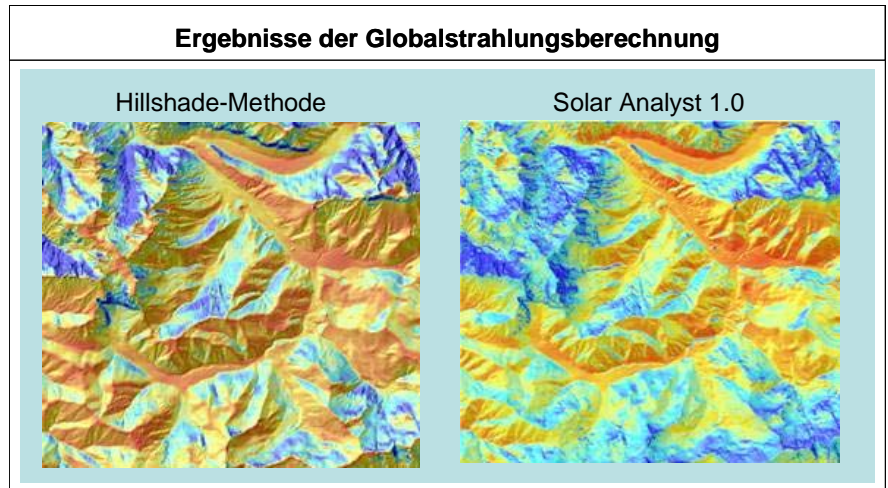 Ergebnisse der Globalstrahlungsberechnung
Hillshade-Methode
Solar Analyst 1.0